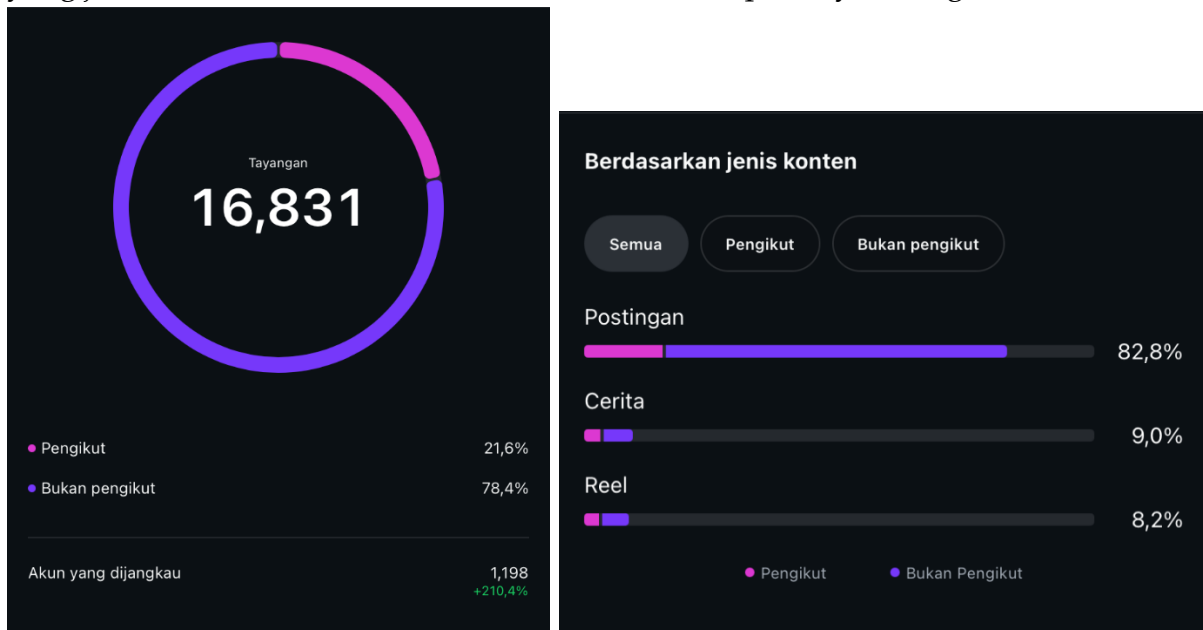 Tayangan
16,831
Pengikut
21,6%
Bukan pengikut
78,4%
Akun yang dijangkau
1,198
+210,4%
Berdasarkan jenis konten
Semua Pengikut Bukan pengikut
Postingan
82,8%
Cerita
9,0%
Reel
8,2%
Pengikut Bukan Pengikut